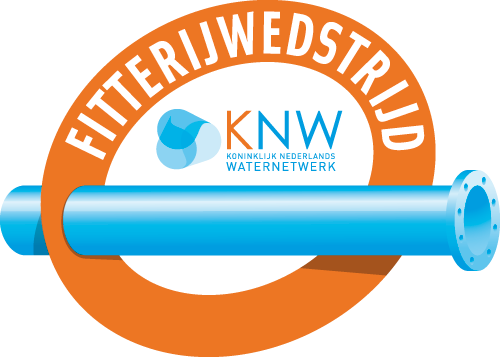 FITTERIJWEDSTRIJD
KNW
KONINKLIJK NEDERLANDS
WATERNETWERK